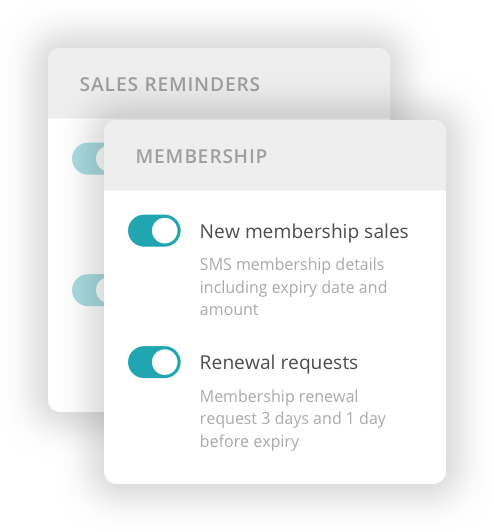 SALES REMINDERS
MEMBERSHIP
New membership sales
SMS membership details
including expiry date and
amount
Renewal requests
Membership renewal
request 3 days and 1 day
before expiry